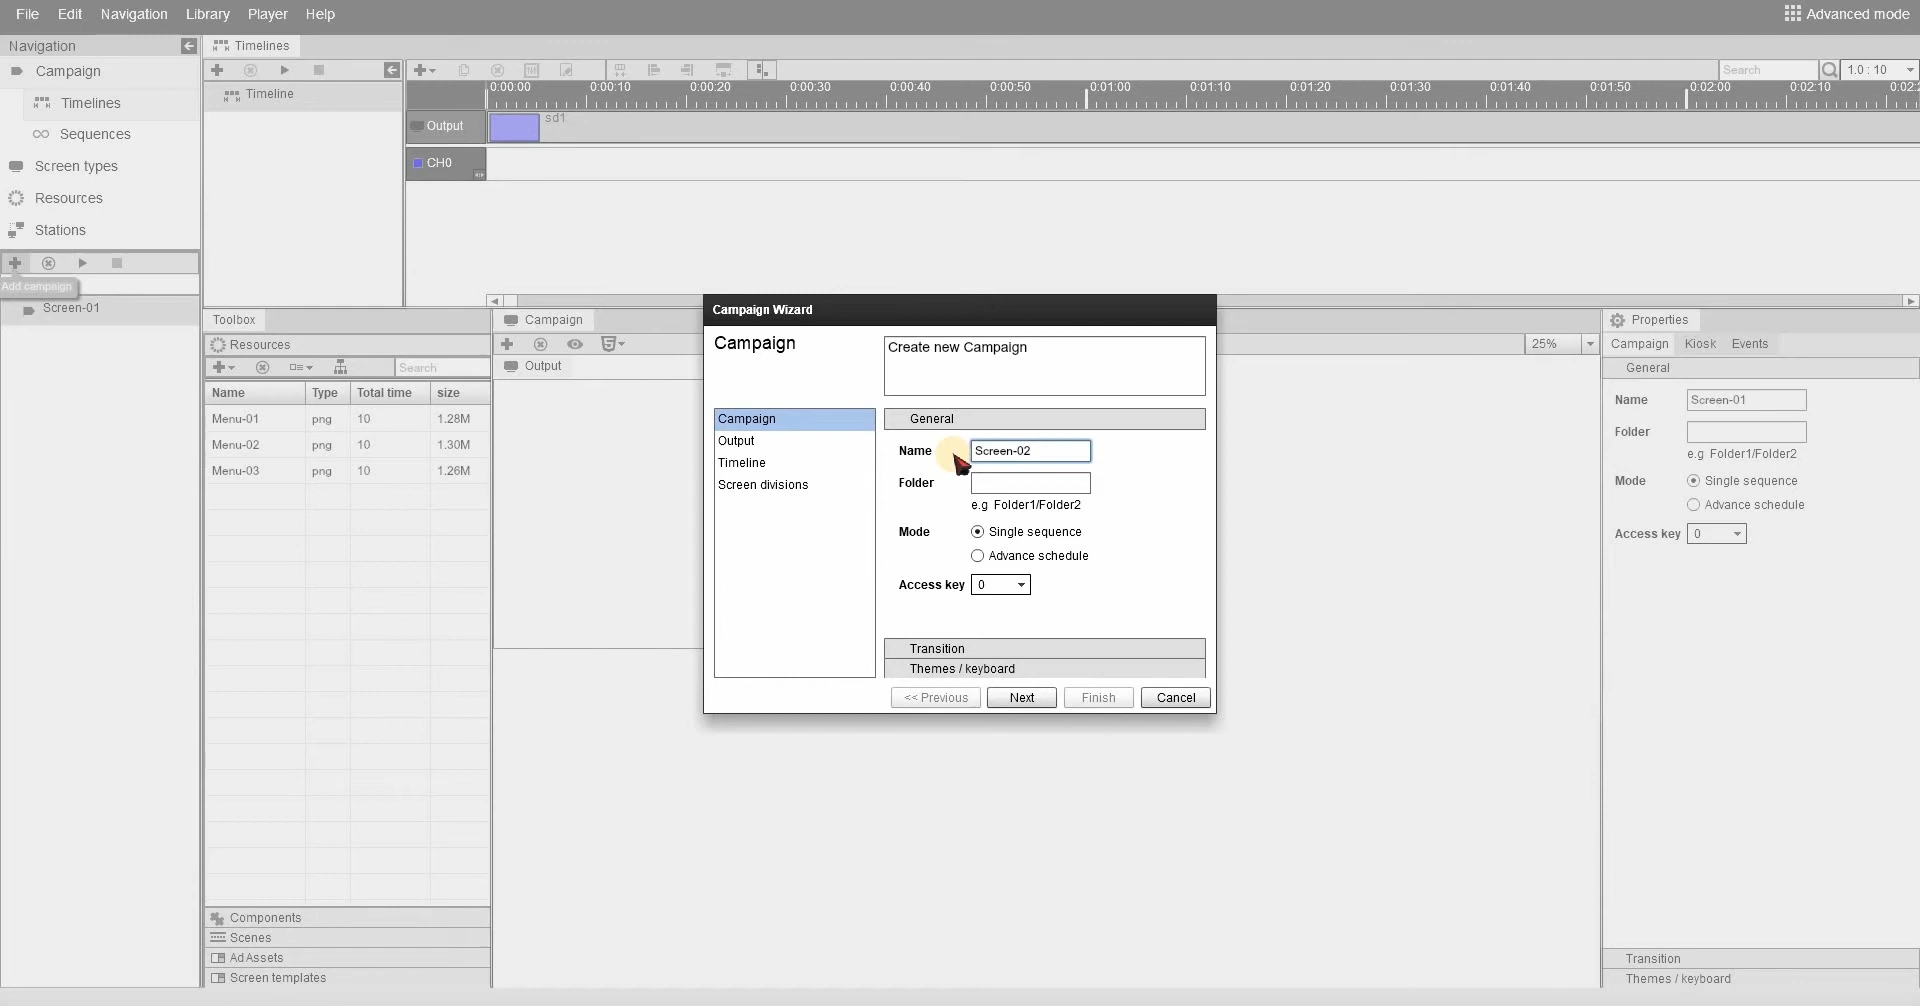 File Edit Navigation Library Player Help Advanced mode
Navigation
Campaign
Timelines
Sequences
Screen types
Resources
Stations
Add campaign
Screen-01
Timelines
Timeline
Search 1.0 : 10
0:00:00 0:00:10 0:00:20 0:00:30 0:00:40 0:00:50 0:01:00 0:01:10 0:01:20 0:01:30 0:01:40 0:01:50 0:02:00 0:02:10 0:02:2
Output sd1
CH0
Toolbox
Resources
Search
Name Type Total time size
Menu-01 png 10 1.28M
Menu-02 png 10 1.30M
Menu-03 png 10 1.26M
Components
Scenes
Ad Assets
Screen templates
Campaign
25%
Output
Campaign Wizard
Campaign
Create new Campaign
Campaign
Output
Timeline
Screen divisions
General
Name Screen-02
Folder
e.g Folder1/Folder2
Mode Single sequence
Advance schedule
Access key 0
Transition
Themes / keyboard
<< Previous Next Finish Cancel
Properties
Campaign Kiosk Events
General
Name Screen-01
Folder
e.g Folder1/Folder2
Mode Single sequence
Advance schedule
Access key 0
Transition
Themes / keyboard